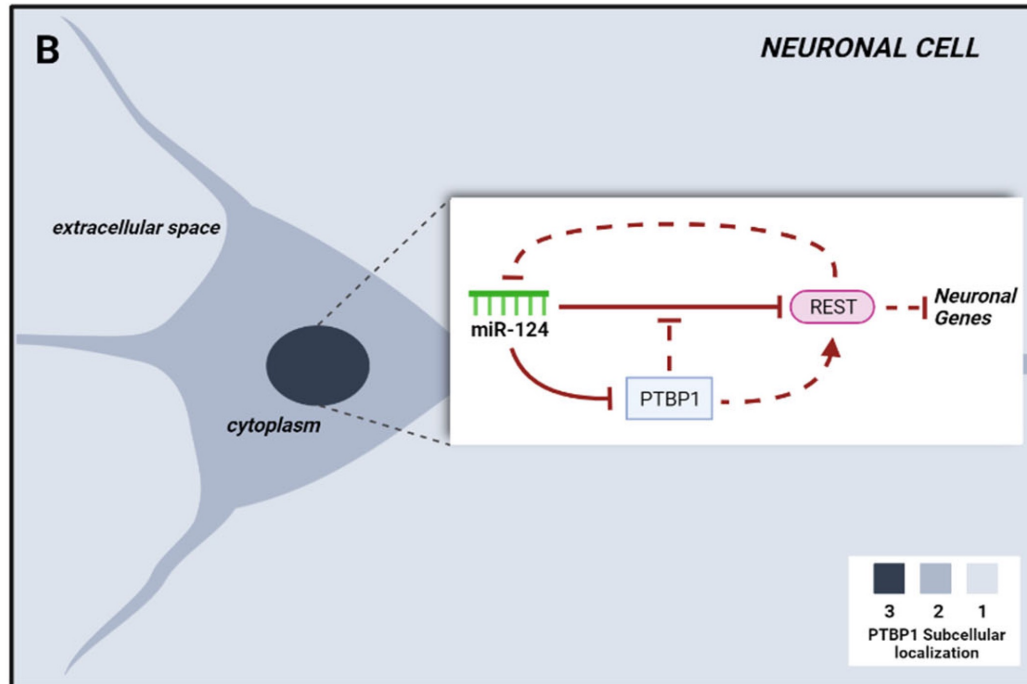 B
NEURONAL CELL
extracellular space
cytoplasm
miR-124
REST
Neuronal
Genes
PTBP1
3 2 1
PTBP1 Subcellular
localization